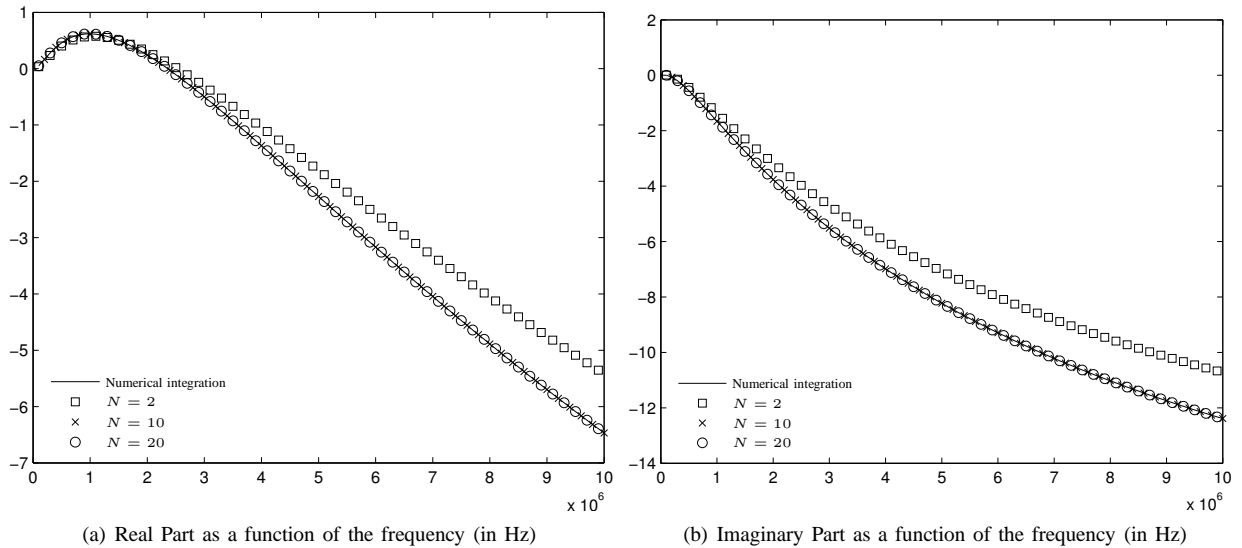 1
0
−1
−2
−3
−4
−5
−6
−7
0 1 2 3 4 5 6 7 8 9 10
x 10^6
Numerical integration
N = 2
N = 10
N = 20
(a) Real Part as a function of the frequency (in Hz)
2
0
−2
−4
−6
−8
−10
−12
−14
0 1 2 3 4 5 6 7 8 9 10
x 10^6
Numerical integration
N = 2
N = 10
N = 20
(b) Imaginary Part as a function of the frequency (in Hz)